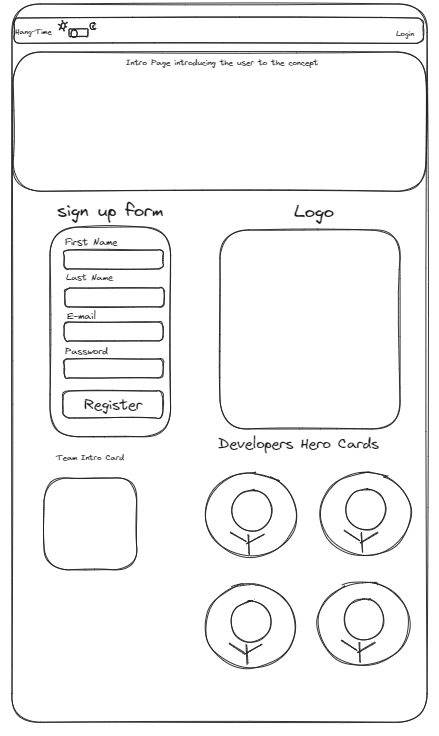 Hang-Time
Login
Intro Page introducing the user to the concept
sign up form
Logo
First Name
Last Name
E-mail
Password
Register
Developers Hero Cards
Team Intro Card